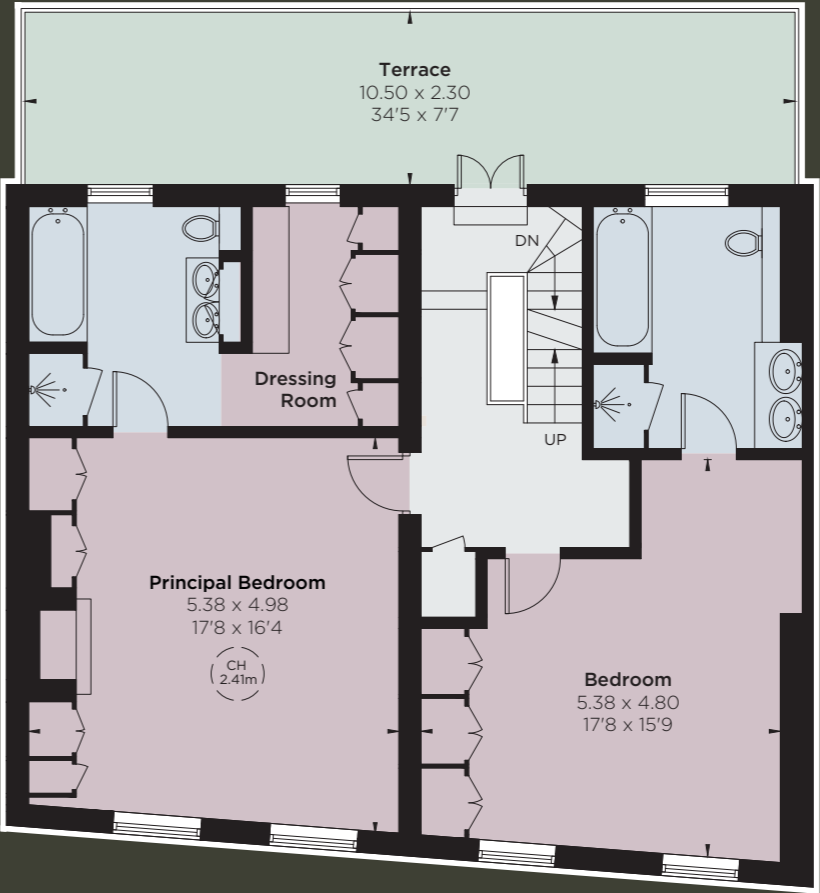 Terrace
10.50 x 2.30
34'5 x 7'7
DN
Dressing
Room
UP
Principal Bedroom
5.38 x 4.98
17'8 x 16'4
CH
2.41m
Bedroom
5.38 x 4.80
17'8 x 15'9